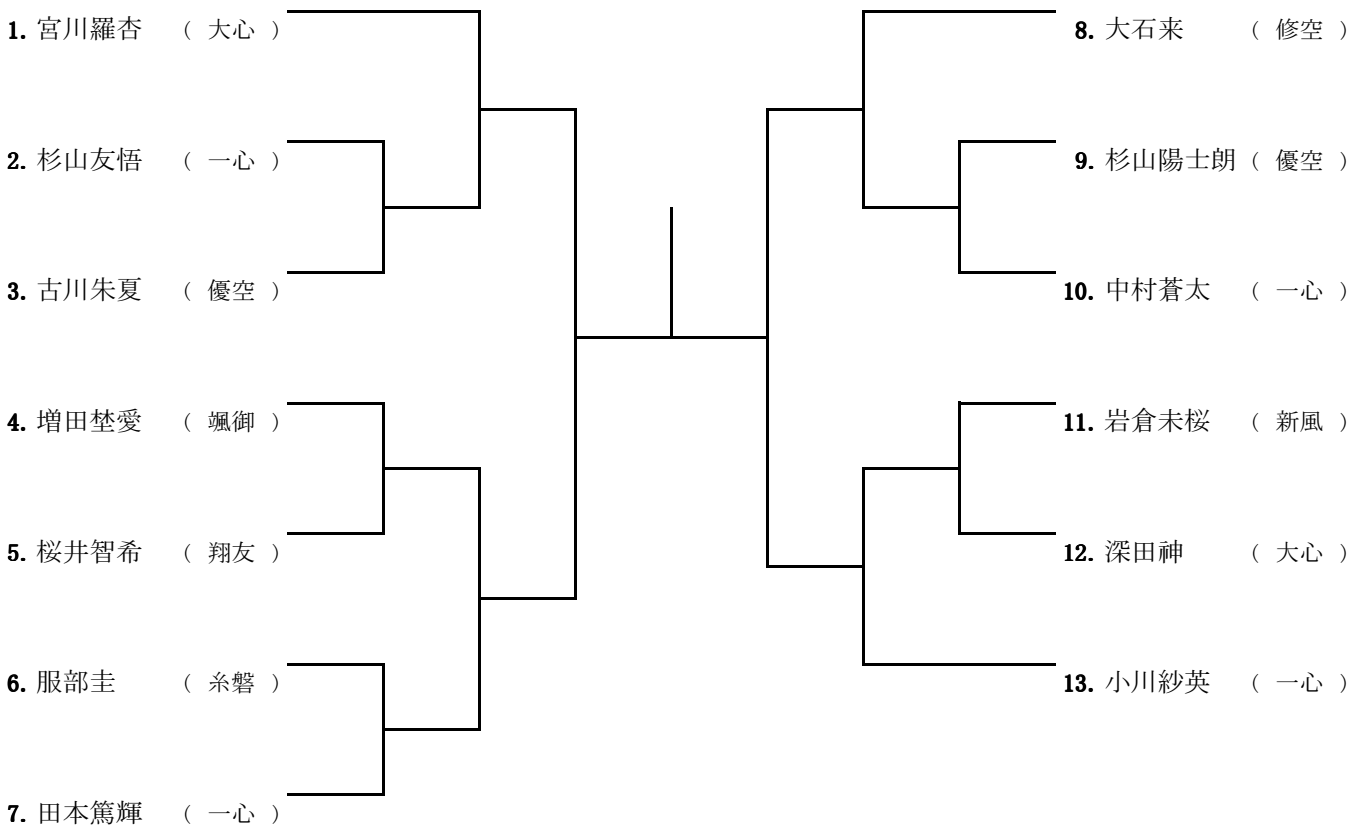 1. 宮川羅杏 （ 大心 ）
2. 杉山友悟 （ 一心 ）
3. 古川朱夏 （ 優空 ）
4. 増田埜愛 （ 颯御 ）
5. 桜井智希 （ 翔友 ）
6. 服部圭 （ 糸磐 ）
7. 田本篤輝 （ 一心 ）
8. 大石来 （ 修空 ）
9. 杉山陽士朗 （ 優空 ）
10. 中村蒼太 （ 一心 ）
11. 岩倉未桜 （ 新風 ）
12. 深田神 （ 大心 ）
13. 小川紗英 （ 一心 ）